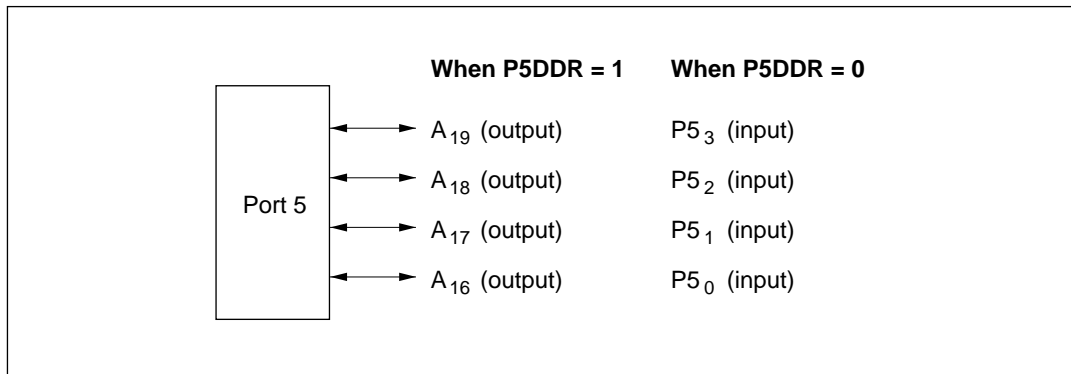 When P5DDR = 1 When P5DDR = 0
A19 (output) P53 (input)
A18 (output) P52 (input)
Port 5
A17 (output) P51 (input)
A16 (output) P50 (input)